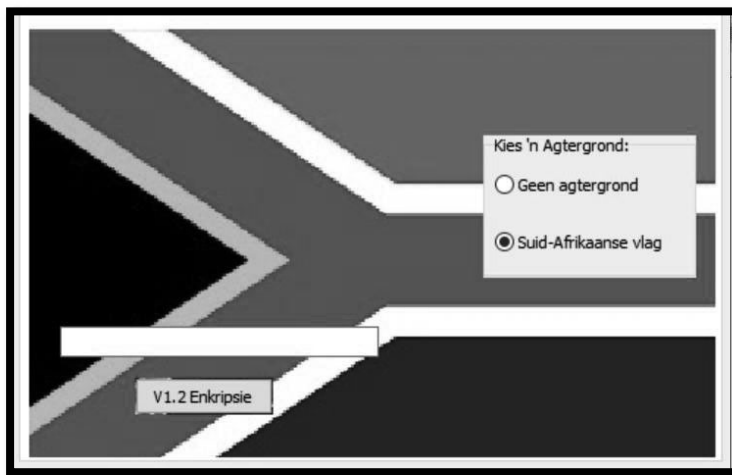 Kies 'n Agtergrond:
Geen agtergrond
Suid-Afrikaanse vlag
V1.2 Enkripsie